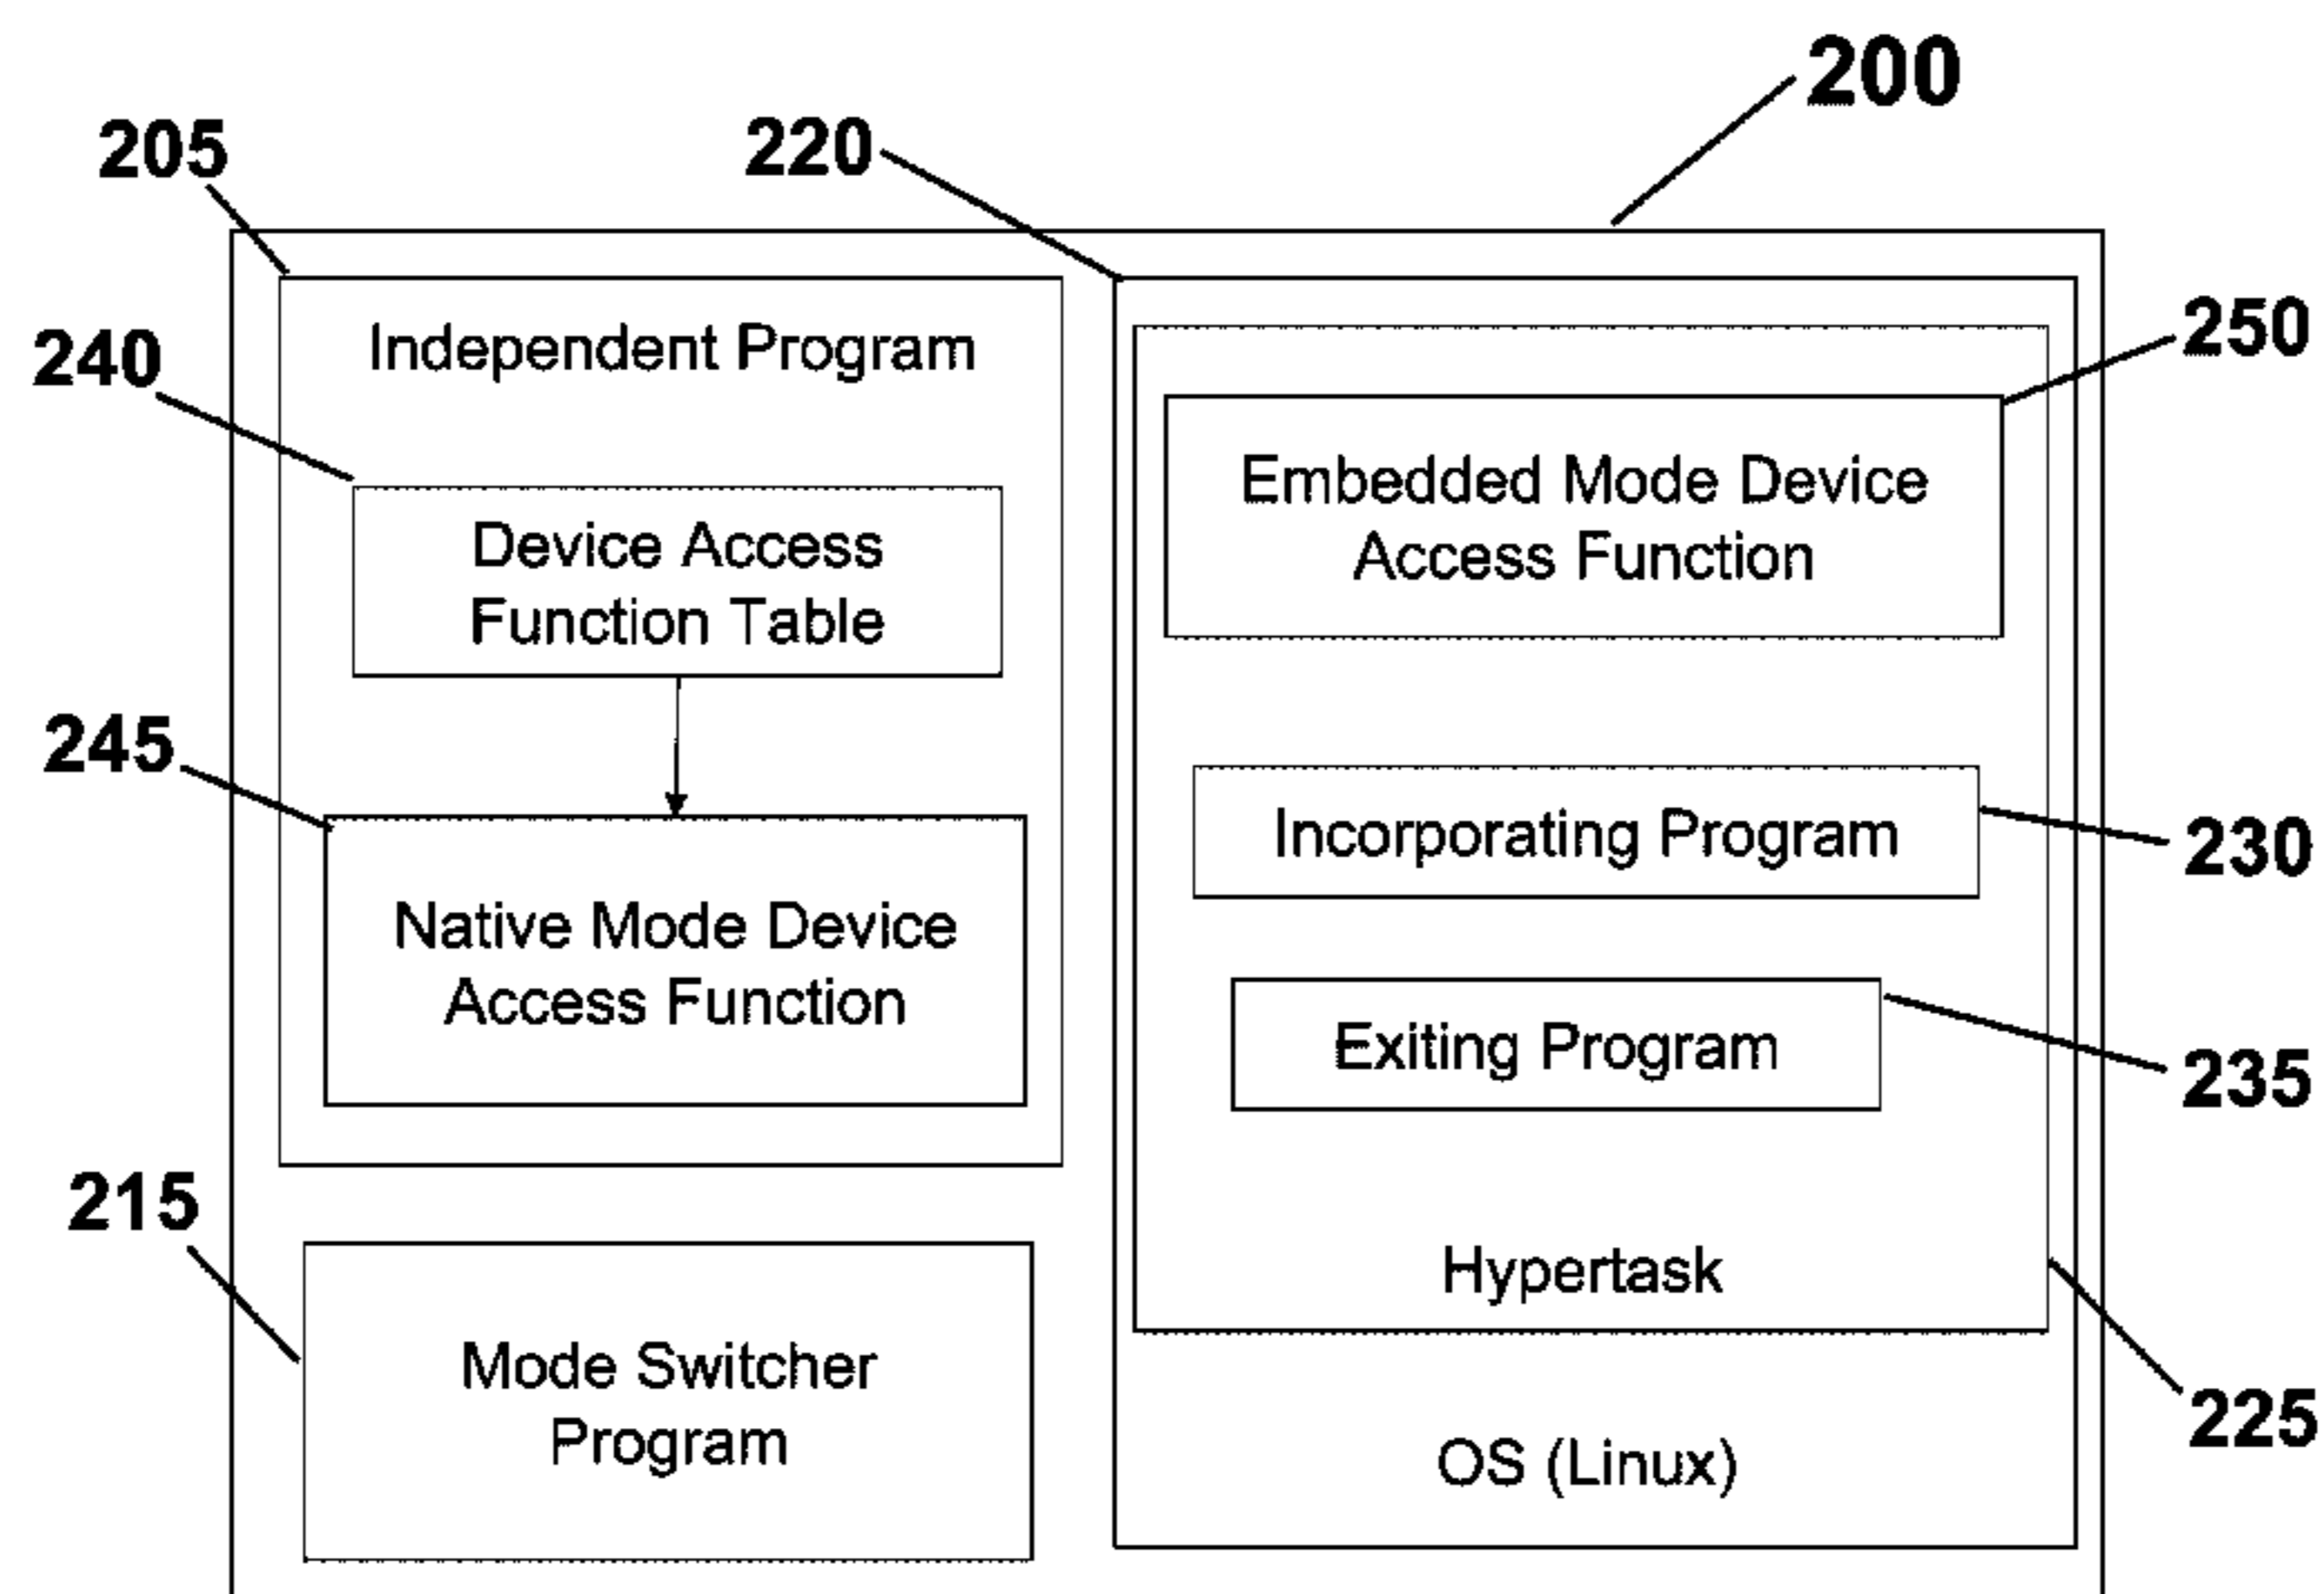 200
205
220
Independent Program
240
Device Access
Function Table
245
Native Mode Device
Access Function
215
Mode Switcher
Program
250
Embedded Mode Device
Access Function
Incorporating Program
230
Exiting Program
235
Hypertask
225
OS (Linux)